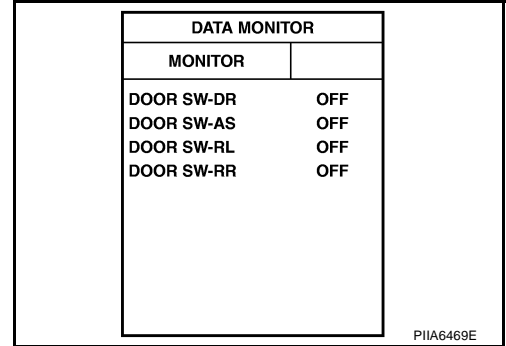 DATA MONITOR
MONITOR
DOOR SW-DR OFF
DOOR SW-AS OFF
DOOR SW-RL OFF
DOOR SW-RR OFF
PIIA6469E